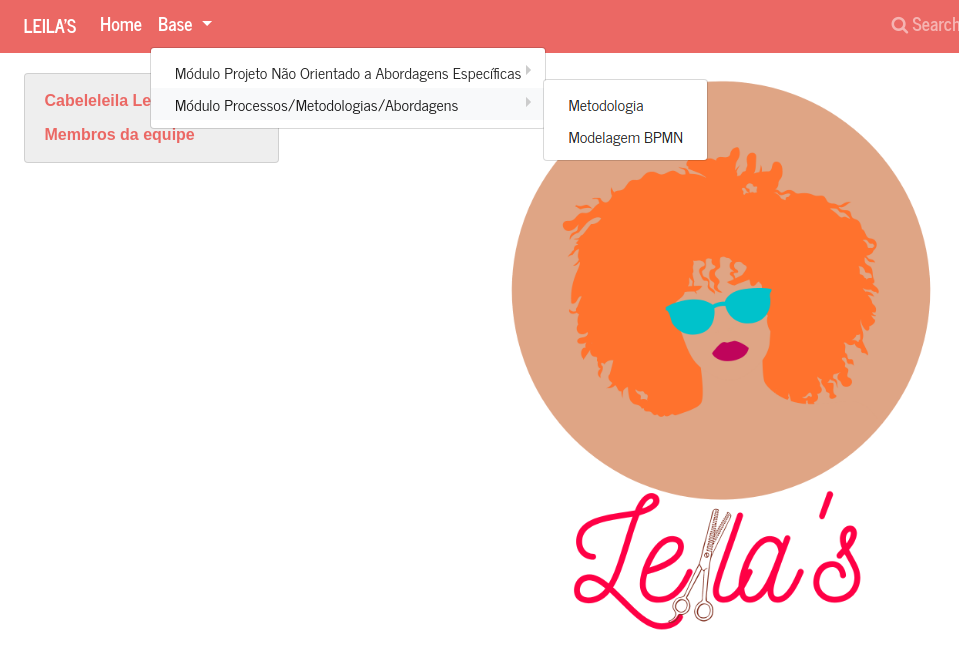 LEILA'S Home Base Search
Módulo Projeto Não Orientado a Abordagens Específicas
Módulo Processos/Metodologias/Abordagens
Metodologia
Modelagem BPMN
Cabeleleila Le
Membros da equipe
Leila's